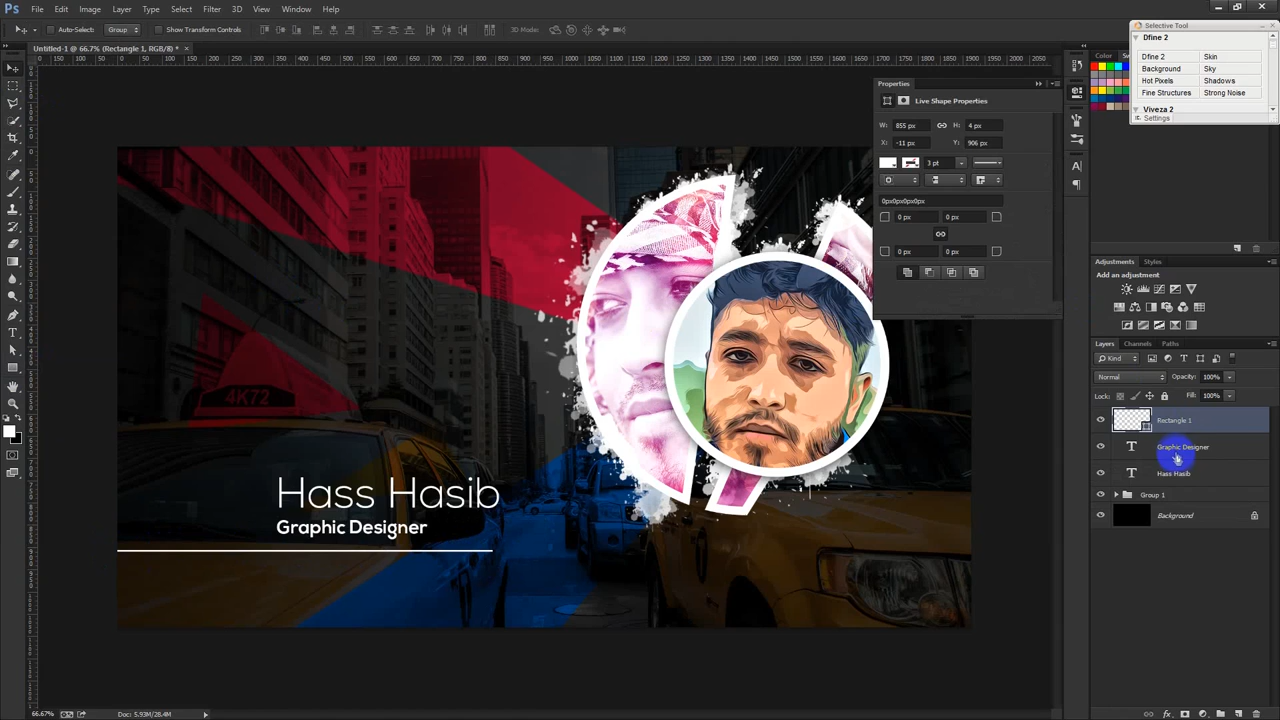 Ps File Edit Image Layer Type Select Filter 3D View Window Help
Auto-Select: Group Show Transform Controls 3D Mode:
Selective Tool
Dfine 2
Dfine 2 Skin
Background Sky
Hot Pixels Shadows
Fine Structures Strong Noise
Viveza 2
Settings
Untitled-1 @ 66.7% (Rectangle 1, RGB/8) *
Color
Properties
Live Shape Properties
W: 855 px H: 4 px
X: -11 px Y: 906 px
3 pt
0px0px0px0px
0 px 0 px
0 px 0 px
Adjustments Styles
Add an adjustment
Layers Channels Paths
Kind
Normal Opacity: 100%
Lock: Fill: 100%
Rectangle 1
Graphic Designer
Hass Hasib
Group 1
Background
4K72
Hass Hasib
Graphic Designer
66.67% Doc: 5.93M/28.4M